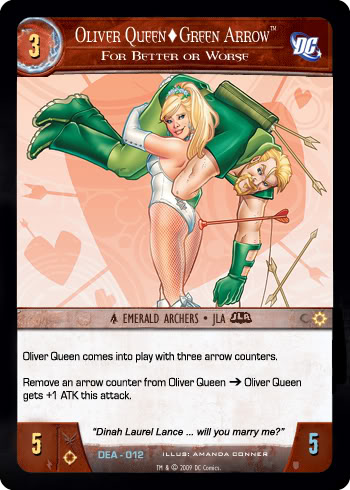 3
OLIVER QUEEN♦GREEN ARROW™
FOR BETTER OR WORSE
DC
EMERALD ARCHERS • JLA JLA
Oliver Queen comes into play with three arrow counters.
Remove an arrow counter from Oliver Queen ➔ Oliver Queen
gets +1 ATK this attack.
"Dinah Laurel Lance ... will you marry me?"
5
DEA - 012 ILLUS: AMANDA CONNER
5
TM & © 2009 DC Comics.